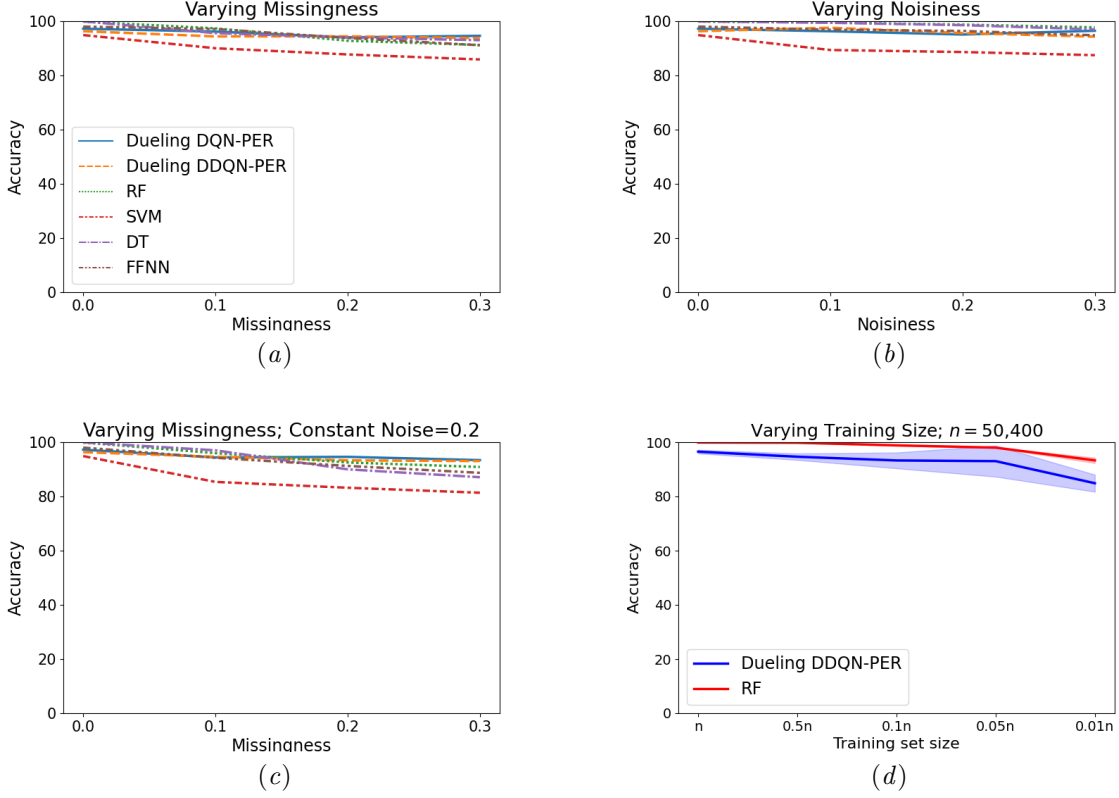 Varying Missingness
100
80
60
40
20
0
Accuracy
Dueling DQN-PER
Dueling DDQN-PER
RF
SVM
DT
FFNN
0.0 0.1 0.2 0.3
Missingness
(a)
Varying Noisiness
100
80
60
40
20
0
Accuracy
0.0 0.1 0.2 0.3
Noisiness
(b)
Varying Missingness; Constant Noise=0.2
100
80
60
40
20
0
Accuracy
0.0 0.1 0.2 0.3
Missingness
(c)
Varying Training Size; n = 50,400
100
80
60
40
20
0
Accuracy
Dueling DDQN-PER
RF
n 0.5n 0.1n 0.05n 0.01n
Training set size
(d)